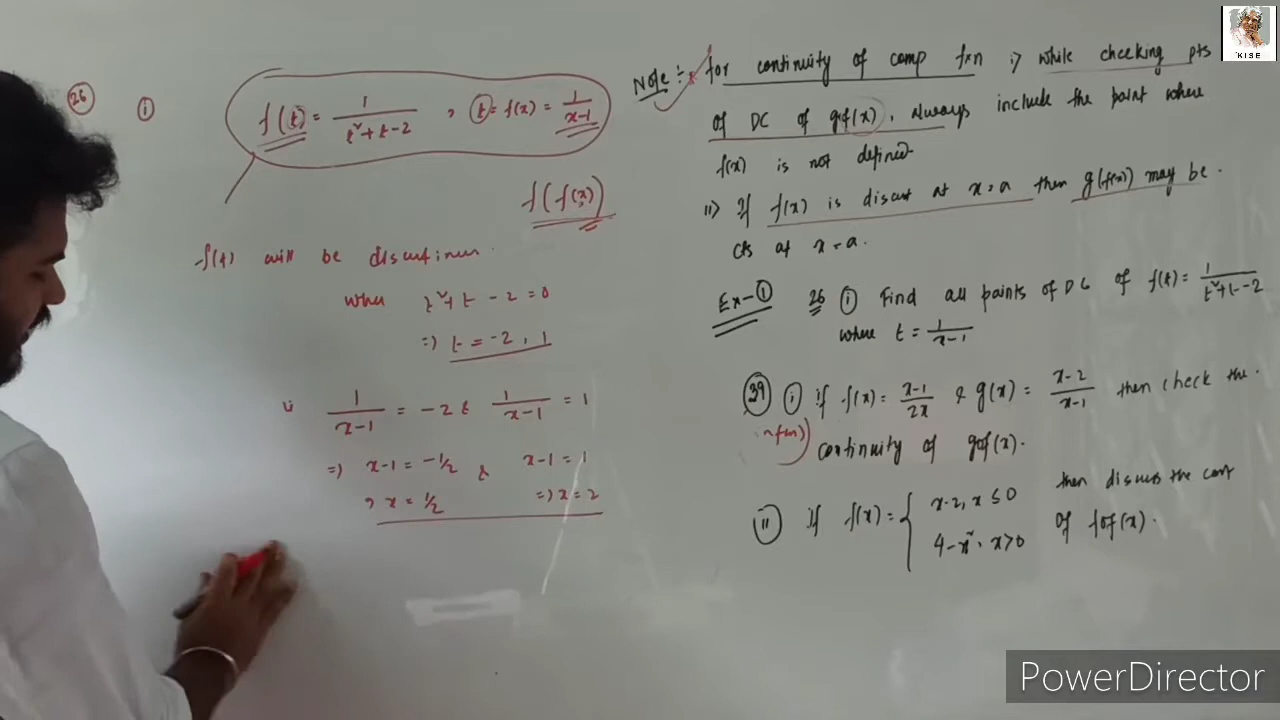 26 i f(t) = 1/(t²+t-2) , t = f(x) = 1/(x-1)
f(f(x))
f(t) will be
when t²+t-2=0
=) t = -2, 1
1/(x-1) = -2 & 1/(x-1) = 1
=) x-1 = -1/2 & x-1 = 1
x = 1/2 =) x = 2
Note :- * for continuity of comp fxn i) while checking pts
of DC of gf(x), always include the point where
f(x) is not defined
ii) If f(x) is discont at x=a then g(f(x)) may be.
cts at x=a.
Ex-1 26 i Find all points of DC of f(t) = 1/(t²+t-2)
where t = 1/(x-1)
39 i if f(x) = (x-1)/2x & g(x) = (x-2)/(x-1) then check the.
continuity of gof(x).
ii If f(x) = { x-2, x≤0 then discuss the cont
4-x², x>0 of fof(x).
KISE
PowerDirector